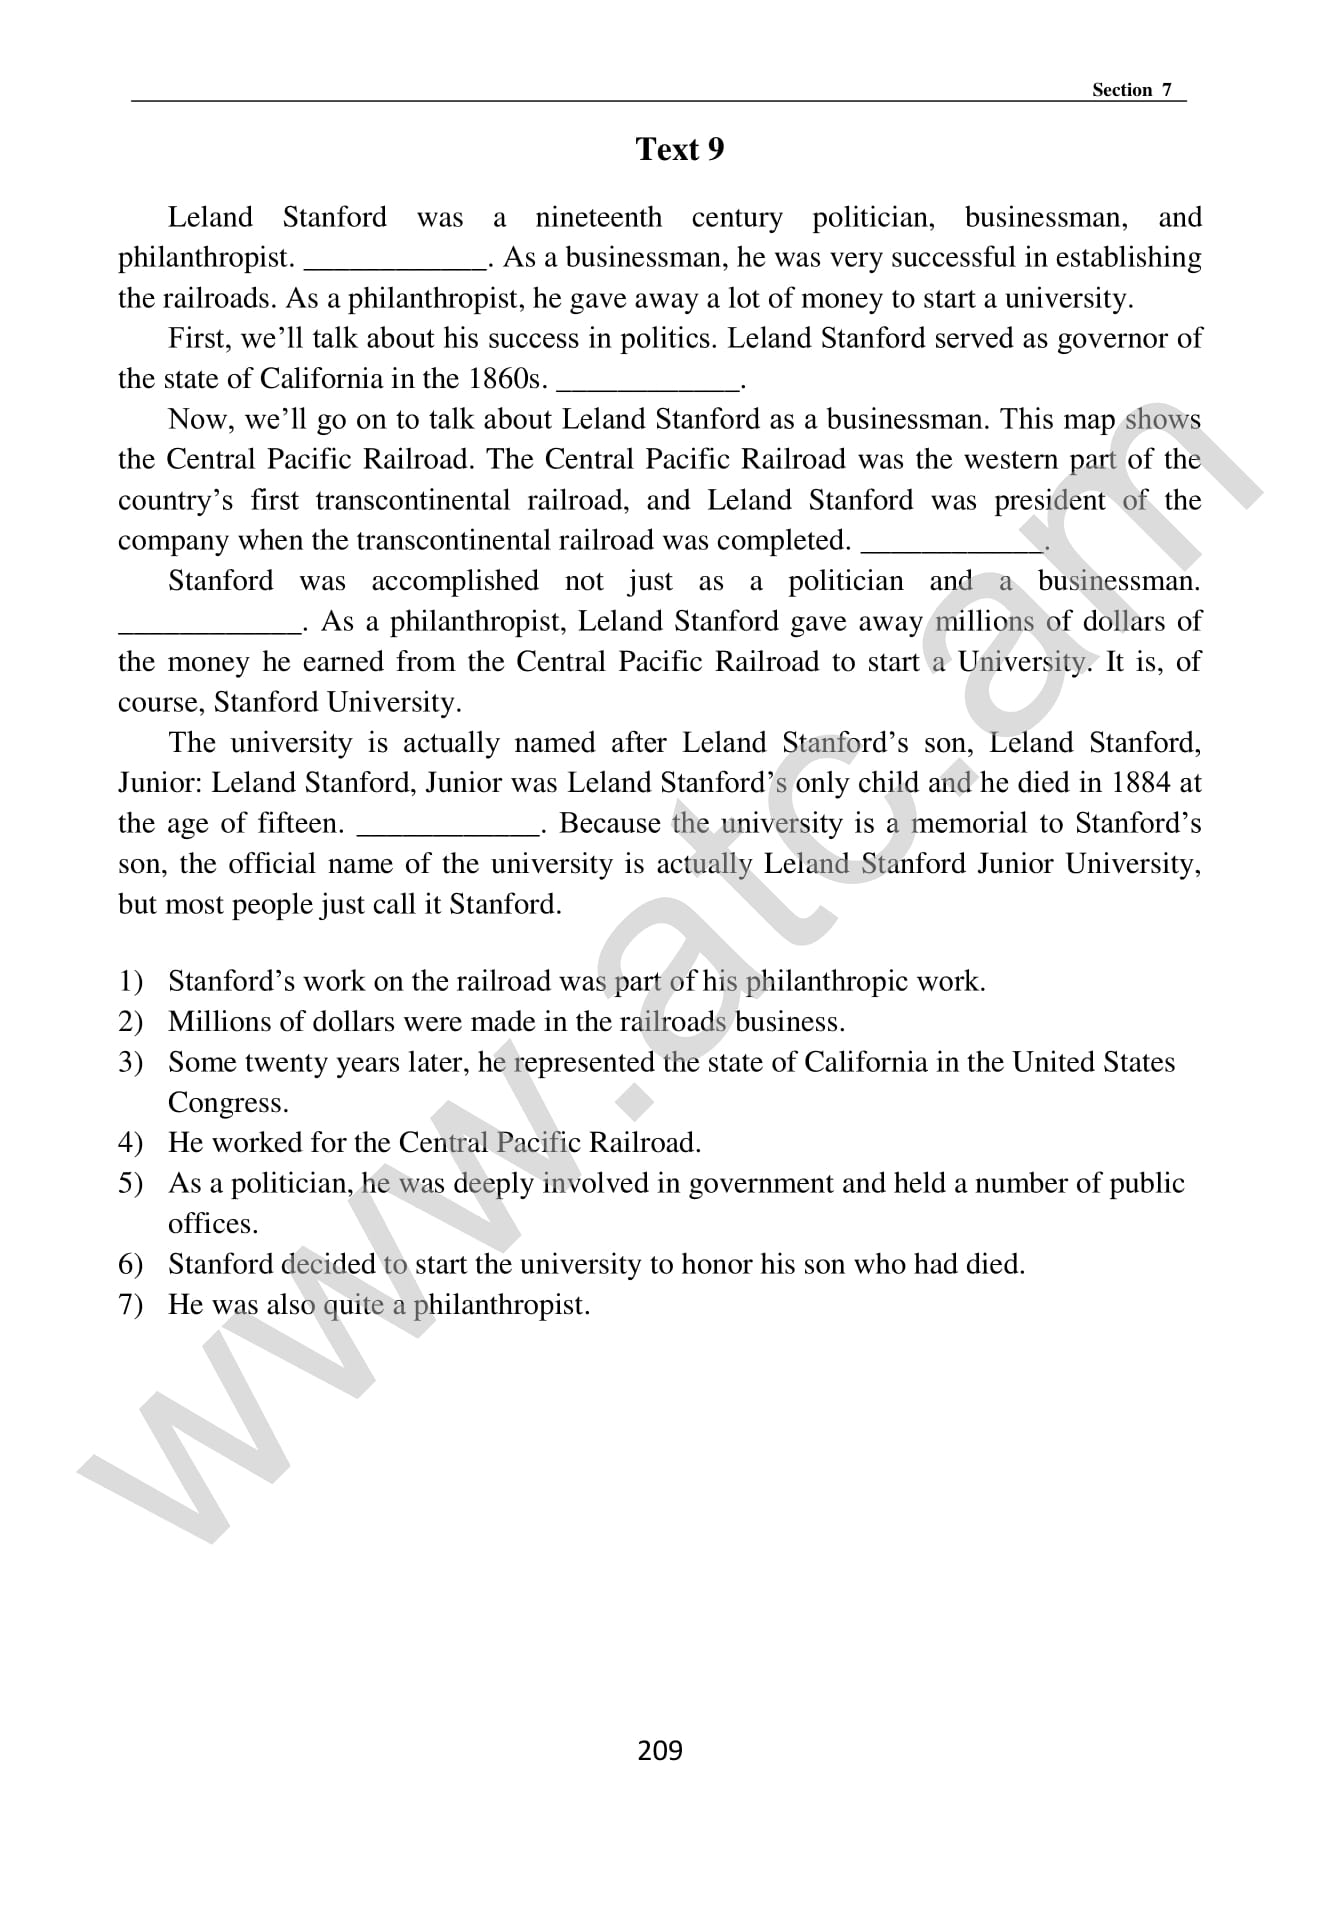 Section 7
Text 9
Leland Stanford was a nineteenth century politician, businessman, and
philanthropist. ____________. As a businessman, he was very successful in establishing
the railroads. As a philanthropist, he gave away a lot of money to start a university.
First, we’ll talk about his success in politics. Leland Stanford served as governor of
the state of California in the 1860s. ____________.
Now, we’ll go on to talk about Leland Stanford as a businessman. This map shows
the Central Pacific Railroad. The Central Pacific Railroad was the western part of the
country’s first transcontinental railroad, and Leland Stanford was president of the
company when the transcontinental railroad was completed. ____________.
Stanford was accomplished not just as a politician and a businessman.
____________. As a philanthropist, Leland Stanford gave away millions of dollars of
the money he earned from the Central Pacific Railroad to start a University. It is, of
course, Stanford University.
The university is actually named after Leland Stanford’s son, Leland Stanford,
Junior: Leland Stanford, Junior was Leland Stanford’s only child and he died in 1884 at
the age of fifteen. ____________. Because the university is a memorial to Stanford’s
son, the official name of the university is actually Leland Stanford Junior University,
but most people just call it Stanford.
1) Stanford’s work on the railroad was part of his philanthropic work.
2) Millions of dollars were made in the railroads business.
3) Some twenty years later, he represented the state of California in the United States
Congress.
4) He worked for the Central Pacific Railroad.
5) As a politician, he was deeply involved in government and held a number of public
offices.
6) Stanford decided to start the university to honor his son who had died.
7) He was also quite a philanthropist.
www.atc.am
209